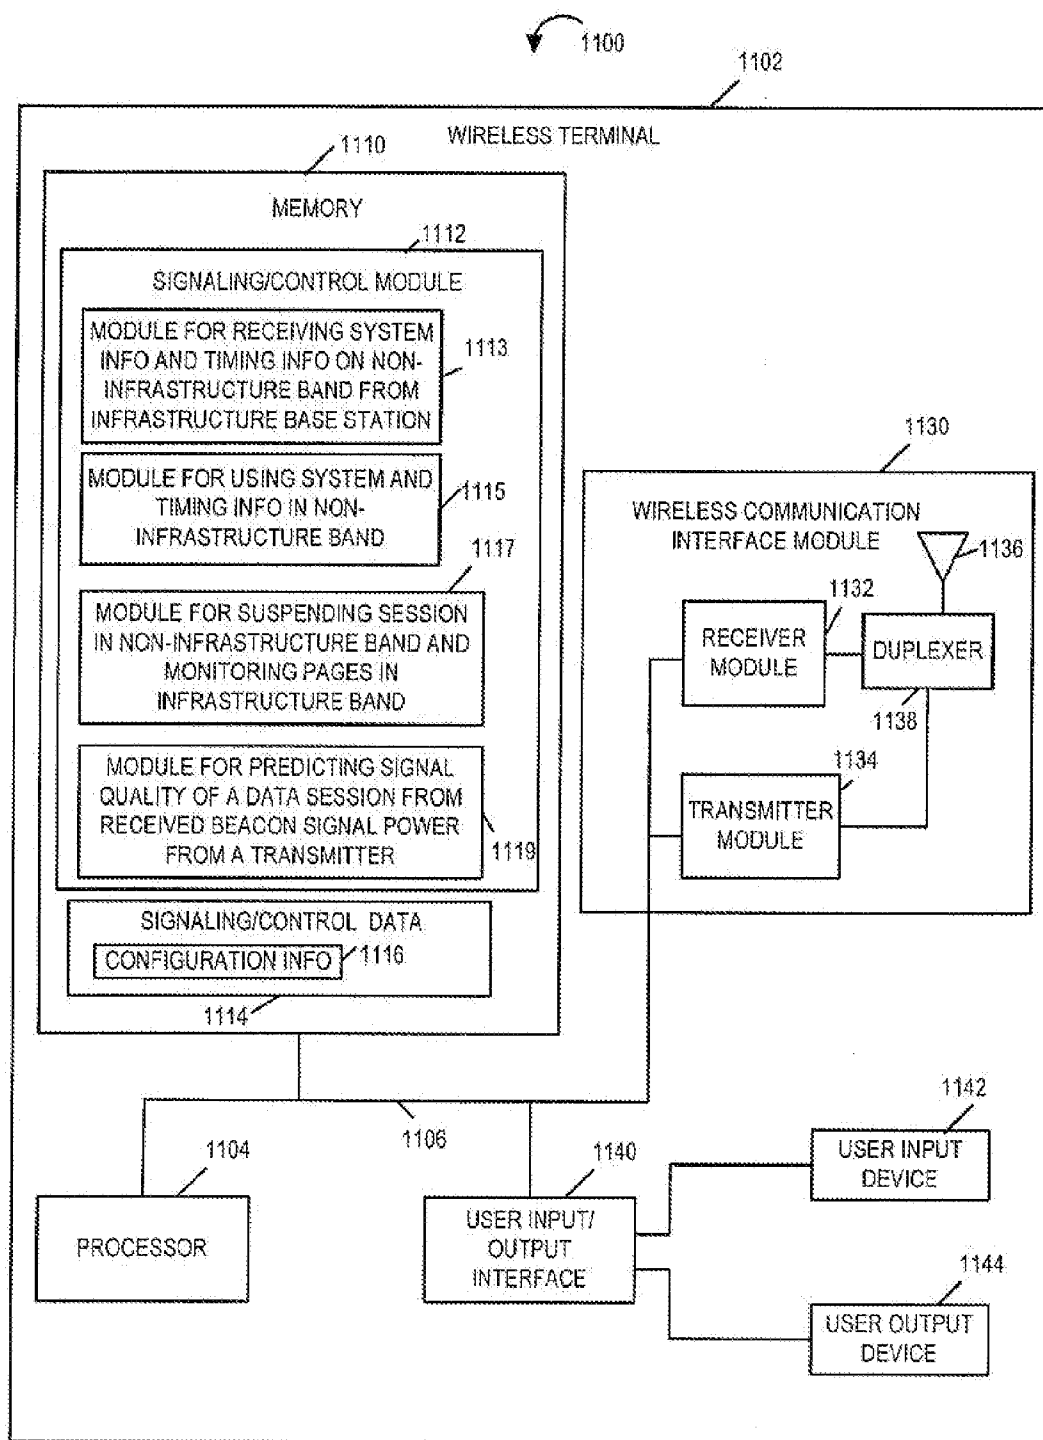 1100
1102
WIRELESS TERMINAL
1110
MEMORY
1112
SIGNALING/CONTROL MODULE
MODULE FOR RECEIVING SYSTEM
INFO AND TIMING INFO ON NON-
INFRASTRUCTURE BAND FROM
INFRASTRUCTURE BASE STATION
1113
MODULE FOR USING SYSTEM AND
TIMING INFO IN NON-
INFRASTRUCTURE BAND
1115
1117
MODULE FOR SUSPENDING SESSION
IN NON-INFRASTRUCTURE BAND AND
MONITORING PAGES IN
INFRASTRUCTURE BAND
MODULE FOR PREDICTING SIGNAL
QUALITY OF A DATA SESSION FROM
RECEIVED BEACON SIGNAL POWER
FROM A TRANSMITTER
1119
SIGNALING/CONTROL DATA
CONFIGURATION INFO
1116
1114
1130
WIRELESS COMMUNICATION
INTERFACE MODULE
1136
1132
RECEIVER
MODULE
DUPLEXER
1138
1134
TRANSMITTER
MODULE
1106
1104
PROCESSOR
1140
USER INPUT/
OUTPUT
INTERFACE
1142
USER INPUT
DEVICE
1144
USER OUTPUT
DEVICE